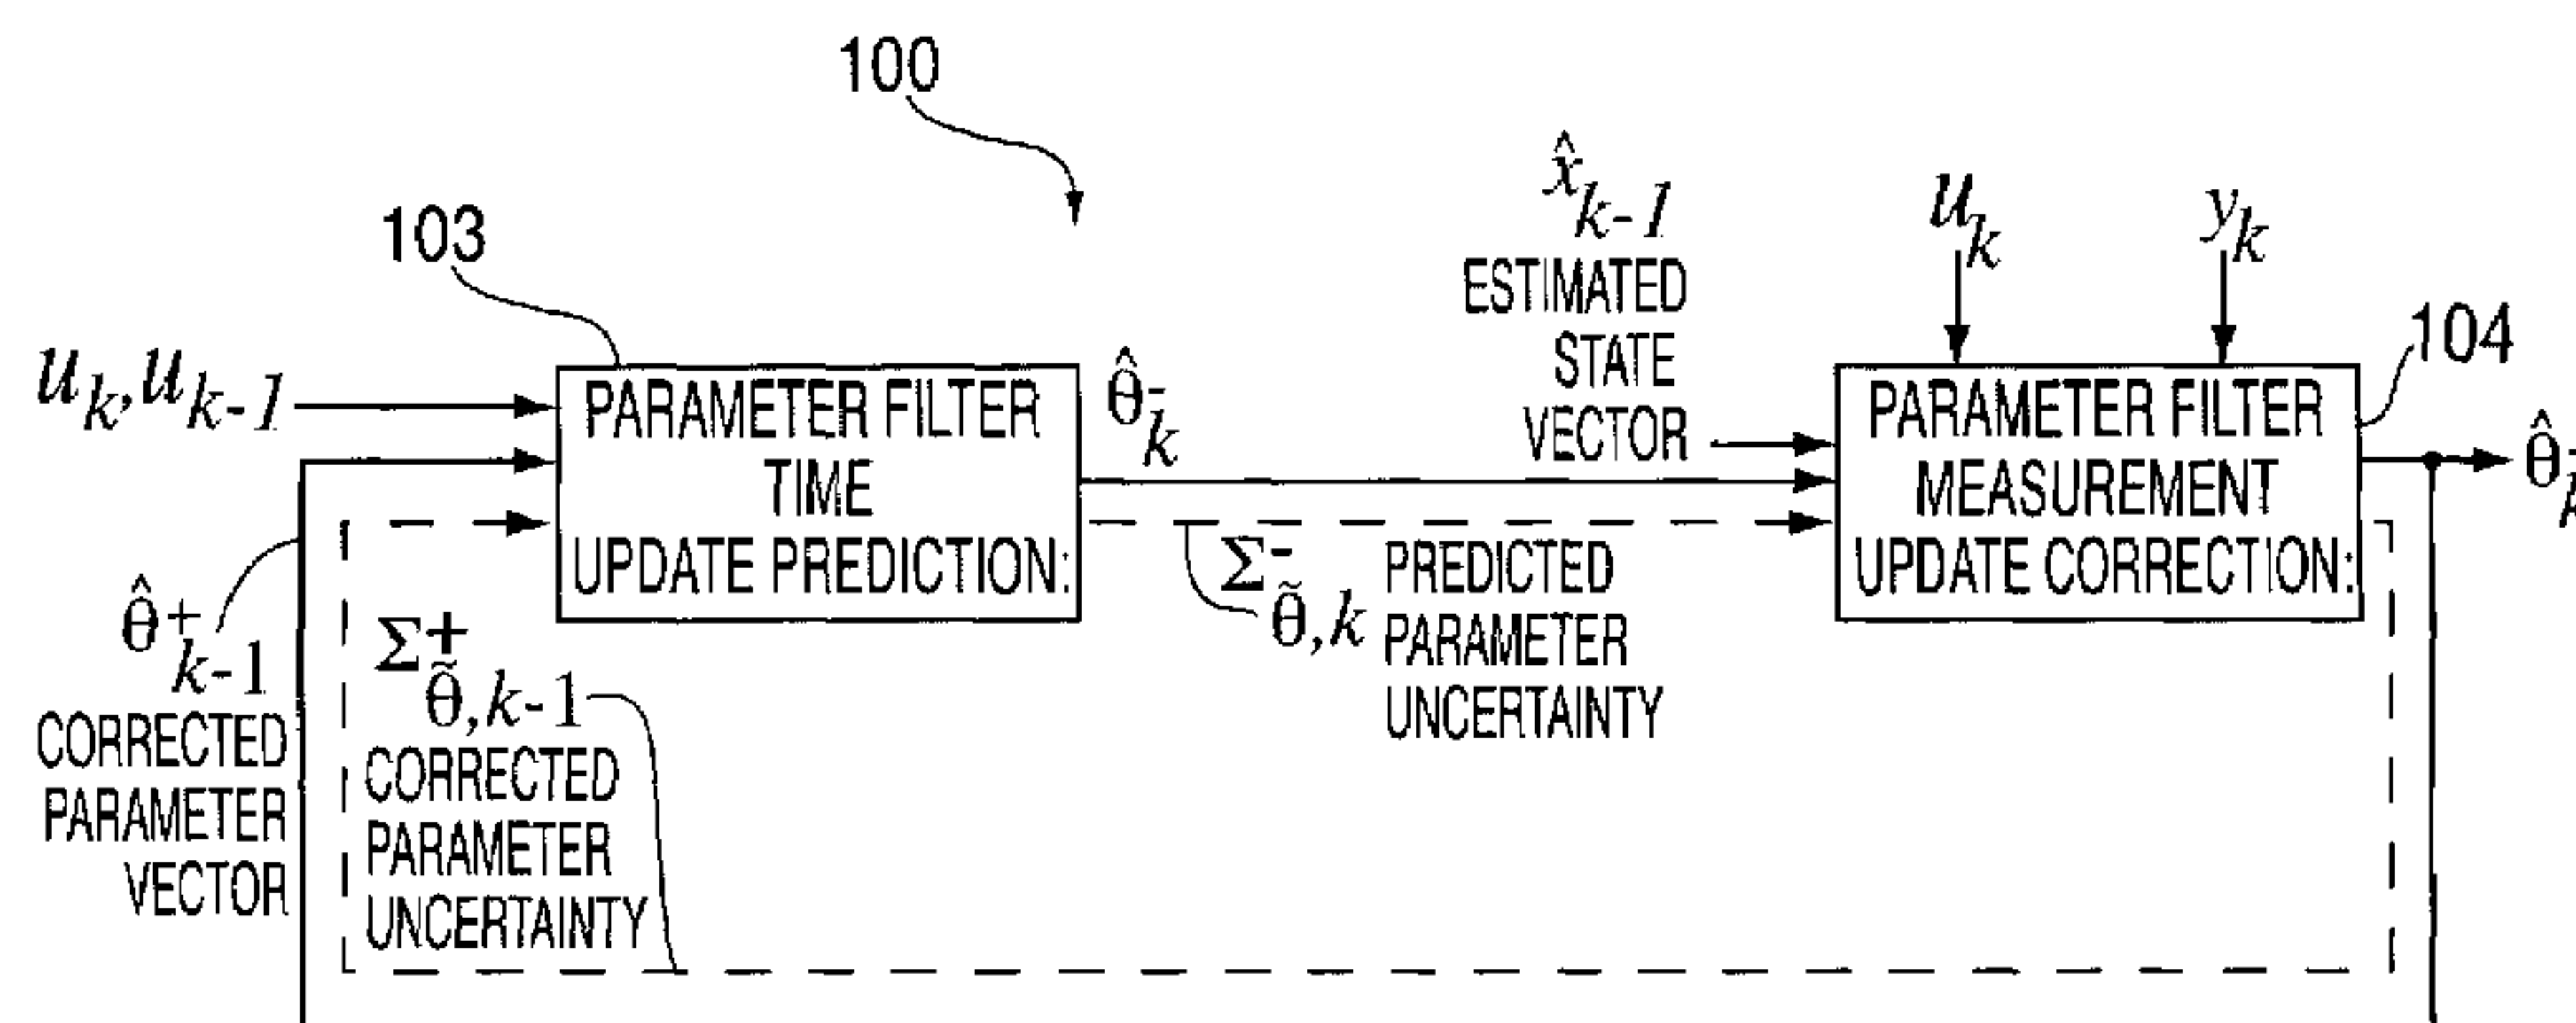 100
103
u_k, u_{k-1}
PARAMETER FILTER
TIME
UPDATE PREDICTION:
θ̂⁻_k
x̂_{k-1}
ESTIMATED
STATE
VECTOR
u_k
y_k
104
PARAMETER FILTER
MEASUREMENT
UPDATE CORRECTION:
θ̂
θ̂⁺_{k-1}
CORRECTED
PARAMETER
VECTOR
Σ⁺_{θ̃,k-1}
CORRECTED
PARAMETER
UNCERTAINTY
Σ⁻_{θ̃,k}
PREDICTED
PARAMETER
UNCERTAINTY